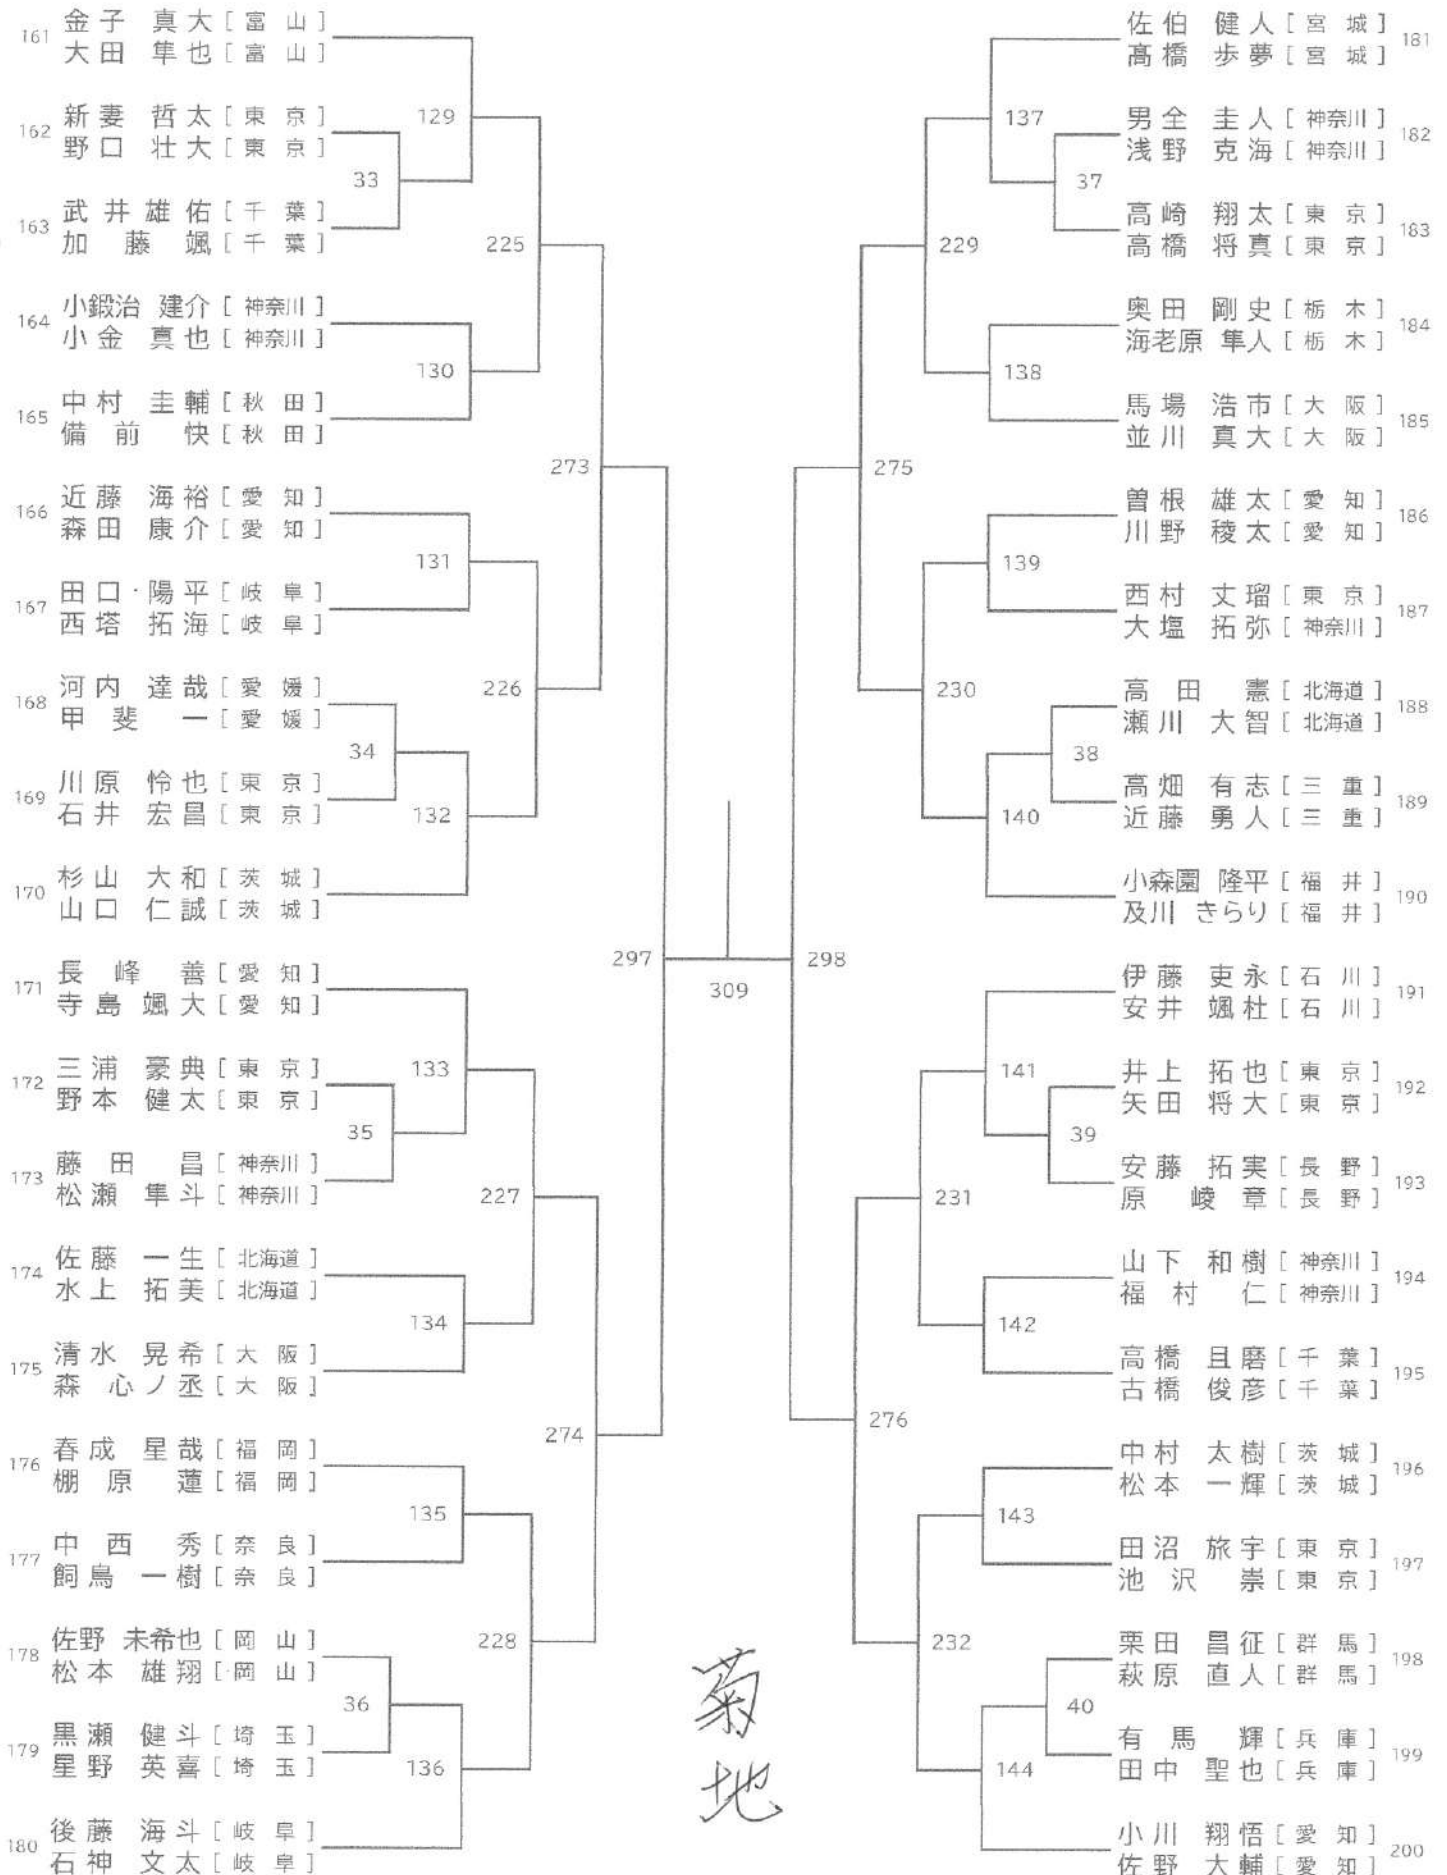 161 金子 真大 [ 富 山 ]
大田 隼也 [ 富 山 ]
162 新妻 哲太 [ 東 京 ]
野口 壮大 [ 東 京 ]
163 武井 雄佑 [ 千 葉 ]
加藤 颯 [ 千 葉 ]
164 小鍛治 建介 [ 神奈川 ]
小金 真也 [ 神奈川 ]
165 中村 圭輔 [ 秋 田 ]
備前 快 [ 秋 田 ]
166 近藤 海裕 [ 愛 知 ]
森田 康介 [ 愛 知 ]
167 田口 陽平 [ 岐 阜 ]
西塔 拓海 [ 岐 阜 ]
168 河内 達哉 [ 愛 媛 ]
甲斐 一 [ 愛 媛 ]
169 川原 怜也 [ 東 京 ]
石井 宏昌 [ 東 京 ]
170 杉山 大和 [ 茨 城 ]
山口 仁誠 [ 茨 城 ]
171 長峰 善 [ 愛 知 ]
寺島 颯大 [ 愛 知 ]
172 三浦 豪典 [ 東 京 ]
野本 健太 [ 東 京 ]
173 藤田 昌 [ 神奈川 ]
松瀬 隼斗 [ 神奈川 ]
174 佐藤 一生 [ 北海道 ]
水上 拓美 [ 北海道 ]
175 清水 晃希 [ 大 阪 ]
森 心ノ丞 [ 大 阪 ]
176 春成 星哉 [ 福 岡 ]
棚原 蓮 [ 福 岡 ]
177 中西 秀 [ 奈 良 ]
飼鳥 一樹 [ 奈 良 ]
178 佐野 未希也 [ 岡 山 ]
松本 雄翔 [ 岡 山 ]
179 黒瀬 健斗 [ 埼 玉 ]
星野 英喜 [ 埼 玉 ]
180 後藤 海斗 [ 岐 阜 ]
石神 文太 [ 岐 阜 ]
33
34
35
36
129
130
131
132
133
134
135
136
225
226
227
228
273
274
297
309
298
275
276
229
230
231
232
137
138
139
140
141
142
143
144
37
38
39
40
佐伯 健人 [ 宮 城 ] 181
髙橋 歩夢 [ 宮 城 ]
男全 圭人 [ 神奈川 ] 182
浅野 克海 [ 神奈川 ]
高崎 翔太 [ 東 京 ] 183
高橋 将真 [ 東 京 ]
奥田 剛史 [ 栃 木 ] 184
海老原 隼人 [ 栃 木 ]
馬場 浩市 [ 大 阪 ] 185
並川 真大 [ 大 阪 ]
曽根 雄太 [ 愛 知 ] 186
川野 稜太 [ 愛 知 ]
西村 丈瑠 [ 東 京 ] 187
大塩 拓弥 [ 神奈川 ]
高田 憲 [ 北海道 ] 188
瀬川 大智 [ 北海道 ]
高畑 有志 [ 三 重 ] 189
近藤 勇人 [ 三 重 ]
小森園 隆平 [ 福 井 ] 190
及川 きらり [ 福 井 ]
伊藤 吏永 [ 石 川 ] 191
安井 颯杜 [ 石 川 ]
井上 拓也 [ 東 京 ] 192
矢田 将大 [ 東 京 ]
安藤 拓実 [ 長 野 ] 193
原 崚章 [ 長 野 ]
山下 和樹 [ 神奈川 ] 194
福村 仁 [ 神奈川 ]
高橋 且磨 [ 千 葉 ] 195
古橋 俊彦 [ 千 葉 ]
中村 太樹 [ 茨 城 ] 196
松本 一輝 [ 茨 城 ]
田沼 旅宇 [ 東 京 ] 197
池沢 崇 [ 東 京 ]
栗田 昌征 [ 群 馬 ] 198
萩原 直人 [ 群 馬 ]
有馬 輝 [ 兵 庫 ] 199
田中 聖也 [ 兵 庫 ]
小川 翔悟 [ 愛 知 ] 200
佐野 大輔 [ 愛 知 ]
菊地